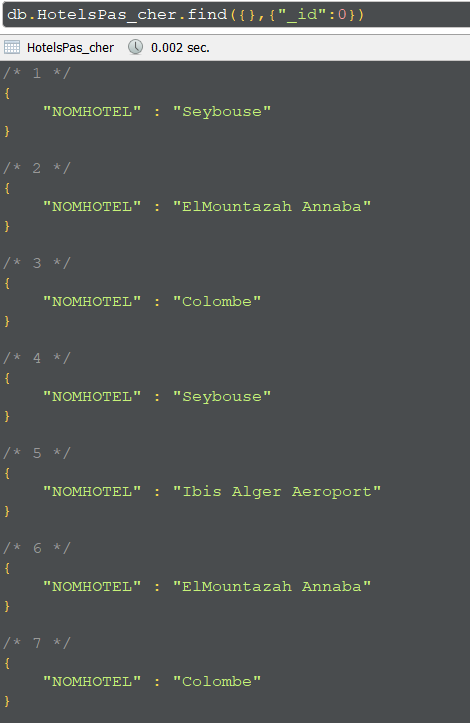 db.HotelsPas_cher.find({},{"_id":0})
HotelsPas_cher 0.002 sec.
/* 1 */
{
"NOMHOTEL" : "Seybouse"
}
/* 2 */
{
"NOMHOTEL" : "ElMountazah Annaba"
}
/* 3 */
{
"NOMHOTEL" : "Colombe"
}
/* 4 */
{
"NOMHOTEL" : "Seybouse"
}
/* 5 */
{
"NOMHOTEL" : "Ibis Alger Aeroport"
}
/* 6 */
{
"NOMHOTEL" : "ElMountazah Annaba"
}
/* 7 */
{
"NOMHOTEL" : "Colombe"
}